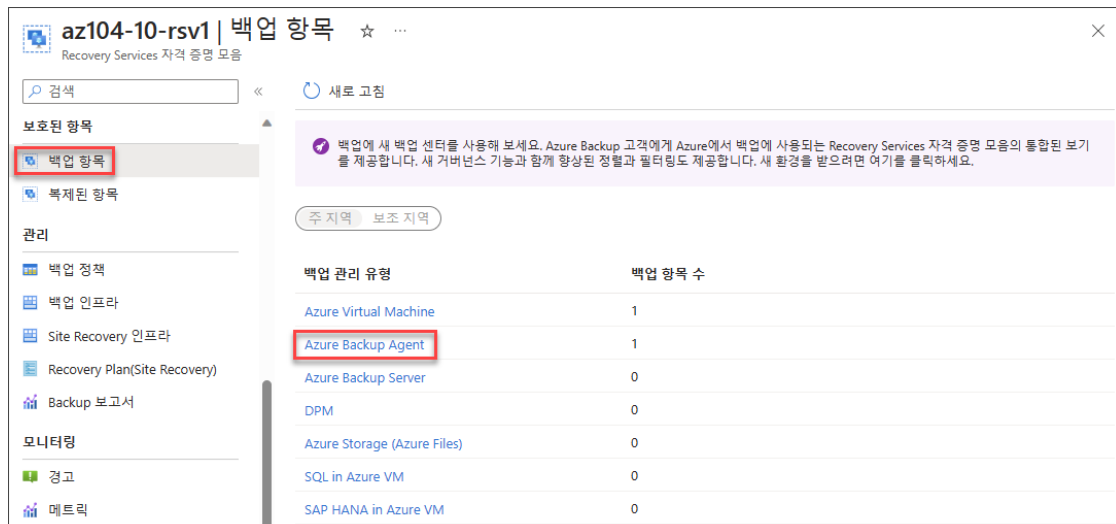 az104-10-rsv1 | 백업 항목 ☆ ···
Recovery Services 자격 증명 모음
검색
새로 고침
보호된 항목
백업 항목
복제된 항목
관리
백업 정책
백업 인프라
Site Recovery 인프라
Recovery Plan(Site Recovery)
Backup 보고서
모니터링
경고
메트릭
백업에 새 백업 센터를 사용해 보세요. Azure Backup 고객에게 Azure에서 백업에 사용되는 Recovery Services 자격 증명 모음의 통합된 보기
를 제공합니다. 새 거버넌스 기능과 함께 향상된 정렬과 필터링도 제공합니다. 새 환경을 받으려면 여기를 클릭하세요.
주 지역 보조 지역
백업 관리 유형 백업 항목 수
Azure Virtual Machine 1
Azure Backup Agent 1
Azure Backup Server 0
DPM 0
Azure Storage (Azure Files) 0
SQL in Azure VM 0
SAP HANA in Azure VM 0